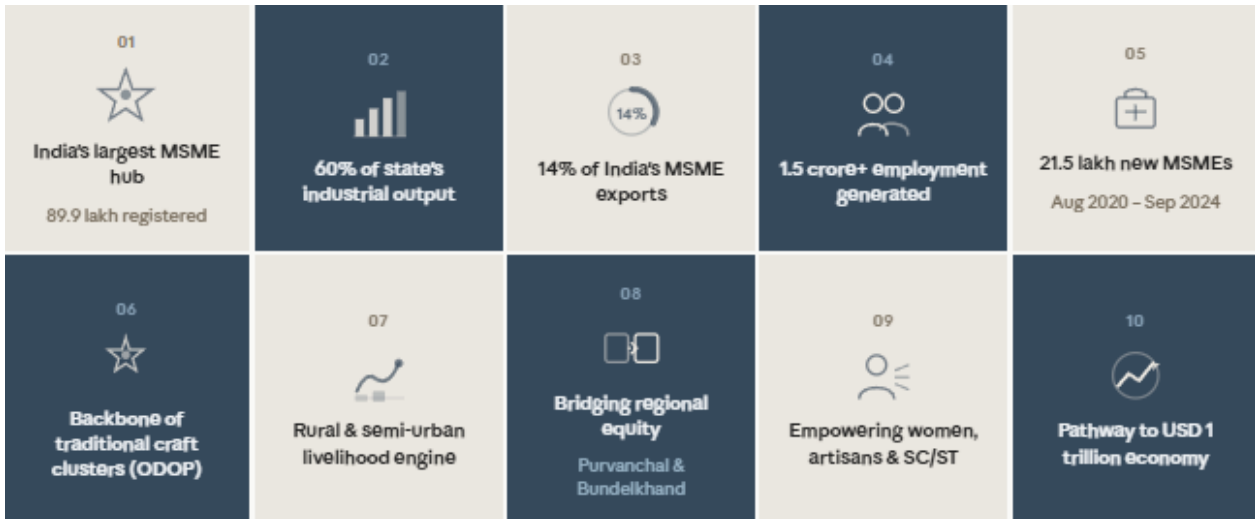 01
India's largest MSME
hub
89.9 lakh registered
02
60% of state's
industrial output
03
14%
14% of India's MSME
exports
04
1.5 crore+ employment
generated
05
21.5 lakh new MSMEs
Aug 2020 – Sep 2024
06
Backbone of
traditional craft
clusters (ODOP)
07
Rural & semi-urban
livelihood engine
08
Bridging regional
equity
Purvanchal &
Bundelkhand
09
Empowering women,
artisans & SC/ST
10
Pathway to USD 1
trillion economy